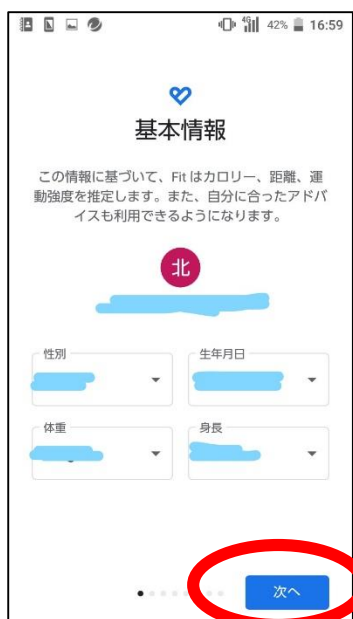 4G 42% 16:59
基本情報
この情報に基づいて、Fit はカロリー、距離、運
動強度を推定します。また、自分に合ったアドバ
イスも利用できるようになります。
北
性別 生年月日
体重 身長
次へ